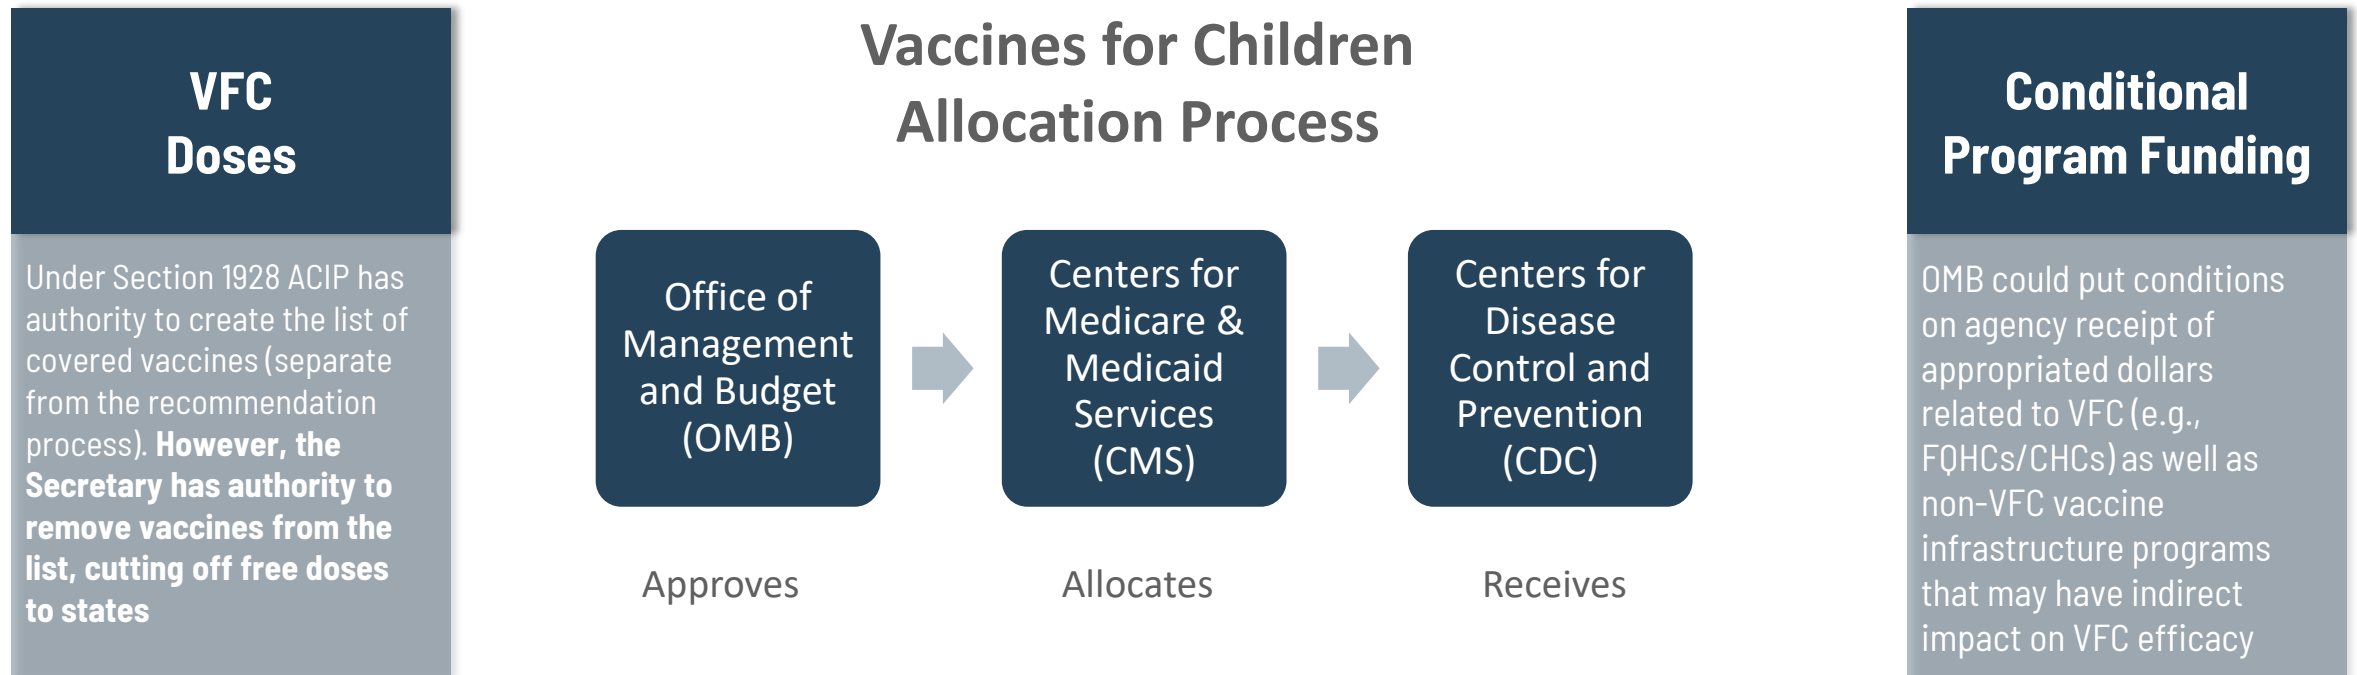 VFC
Doses
Under Section 1928 ACIP has
authority to create the list of
covered vaccines (separate
from the recommendation
process). However, the
Secretary has authority to
remove vaccines from the
list, cutting off free doses
to states
Vaccines for Children
Allocation Process
Office of
Management
and Budget
(OMB)
Approves
Centers for
Medicare &
Medicaid
Services
(CMS)
Allocates
Centers for
Disease
Control and
Prevention
(CDC)
Receives
Conditional
Program Funding
OMB could put conditions
on agency receipt of
appropriated dollars
related to VFC (e.g.,
FQHCs/CHCs) as well as
non-VFC vaccine
infrastructure programs
that may have indirect
impact on VFC efficacy